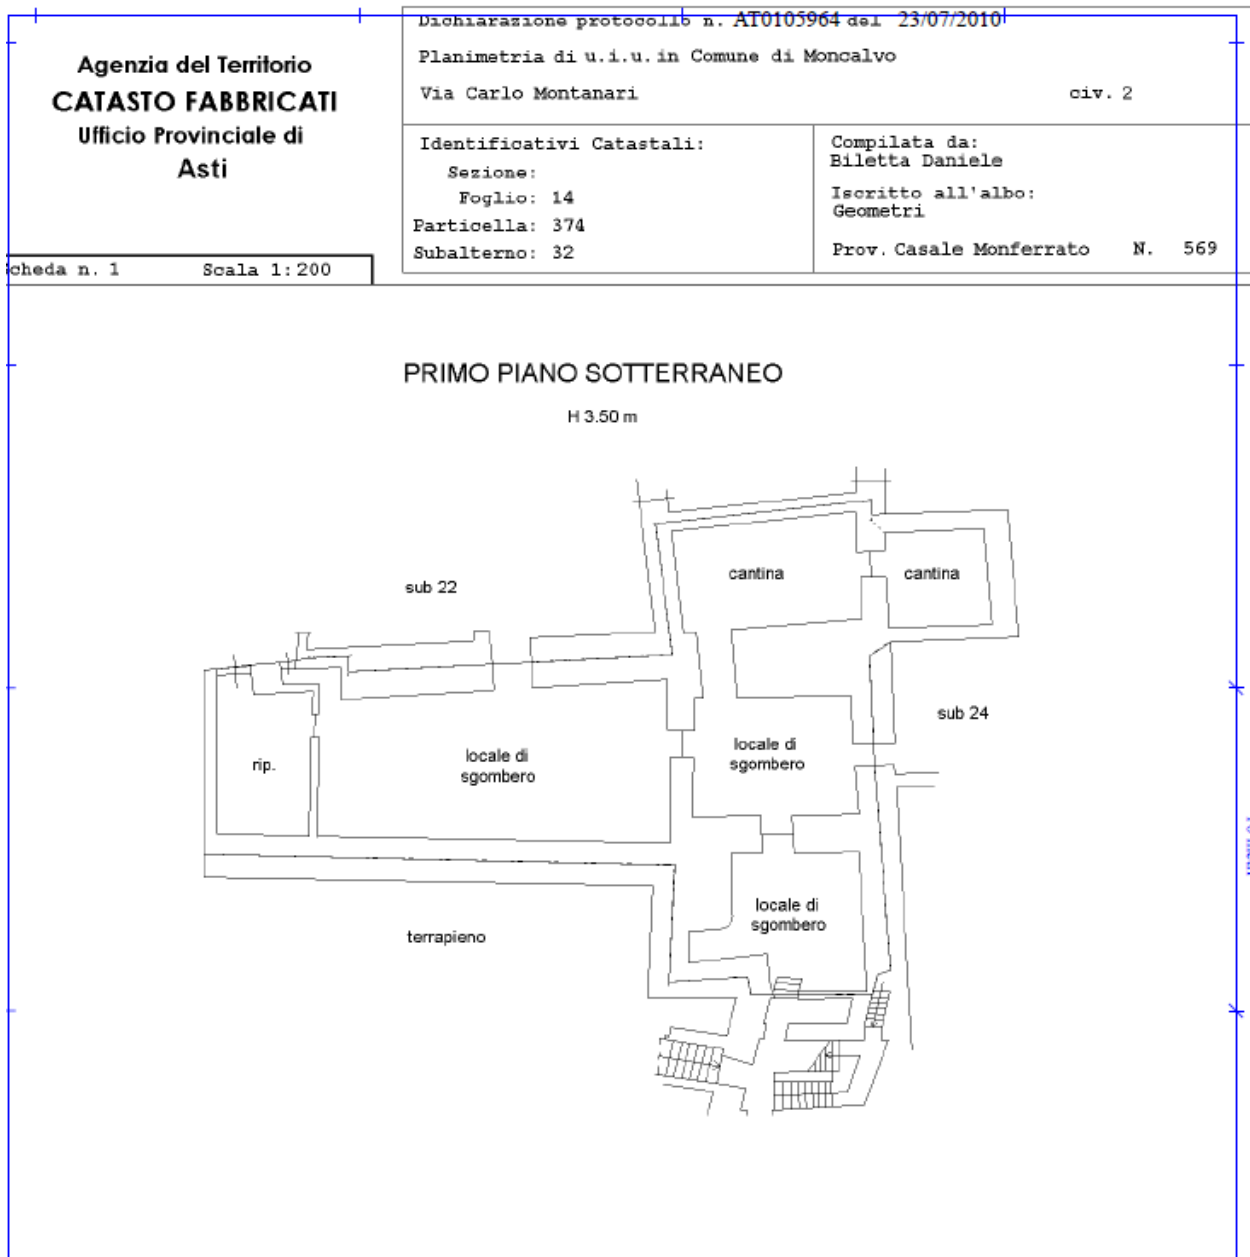 Agenzia del Territorio
CATASTO FABBRICATI
Ufficio Provinciale di
Asti
Dichiarazione protocollo n. AT0105964 del 23/07/2010
Planimetria di u.i.u. in Comune di Moncalvo
Via Carlo Montanari civ. 2
Identificativi Catastali:
Sezione:
Foglio: 14
Particella: 374
Subalterno: 32
Compilata da:
Biletta Daniele
Iscritto all'albo:
Geometri
Prov. Casale Monferrato N. 569
cheda n. 1 Scala 1:200
PRIMO PIANO SOTTERRANEO
H 3.50 m
cantina
cantina
sub 22
sub 24
rip.
locale di
sgombero
locale di
sgombero
locale di
sgombero
terrapieno